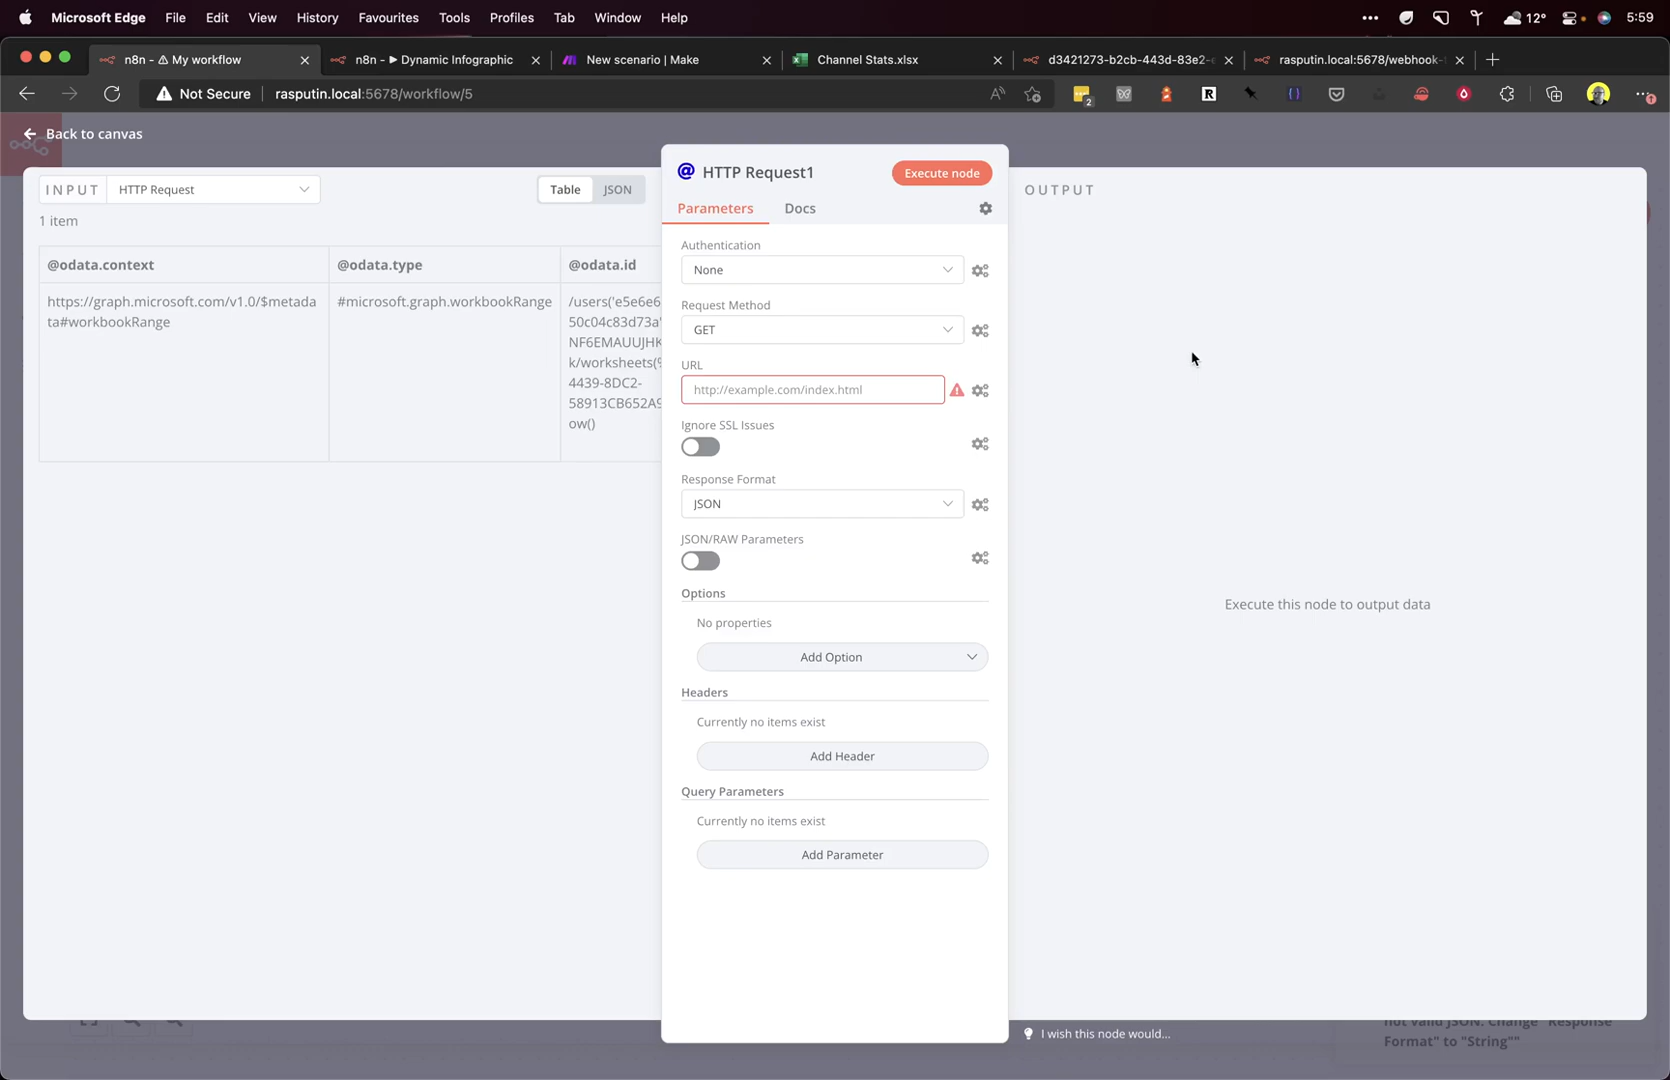 Microsoft Edge File Edit View History Favourites Tools Profiles Tab Window Help 12° 5:59
n8n - ⚠ My workflow n8n - ▶ Dynamic Infographic New scenario | Make Channel Stats.xlsx d3421273-b2cb-443d-83e2- rasputin.local:5678/webhook-
Not Secure rasputin.local:5678/workflow/5 2
Back to canvas
INPUT HTTP Request Table JSON
1 item
@odata.context @odata.type @odata.id
https://graph.microsoft.com/v1.0/$metada #microsoft.graph.workbookRange /users('e5e6e6
ta#workbookRange 50c04c83d73a'
NF6EMAUUJHK
k/worksheets(%
4439-8DC2-
58913CB652A9
ow()
@ HTTP Request1 Execute node
Parameters Docs
Authentication
None
Request Method
GET
URL
http://example.com/index.html
Ignore SSL Issues
Response Format
JSON
JSON/RAW Parameters
Options
No properties
Add Option
Headers
Currently no items exist
Add Header
Query Parameters
Currently no items exist
Add Parameter
OUTPUT
Execute this node to output data
I wish this node would...
not valid JSON. Change "Response
Format" to "String""